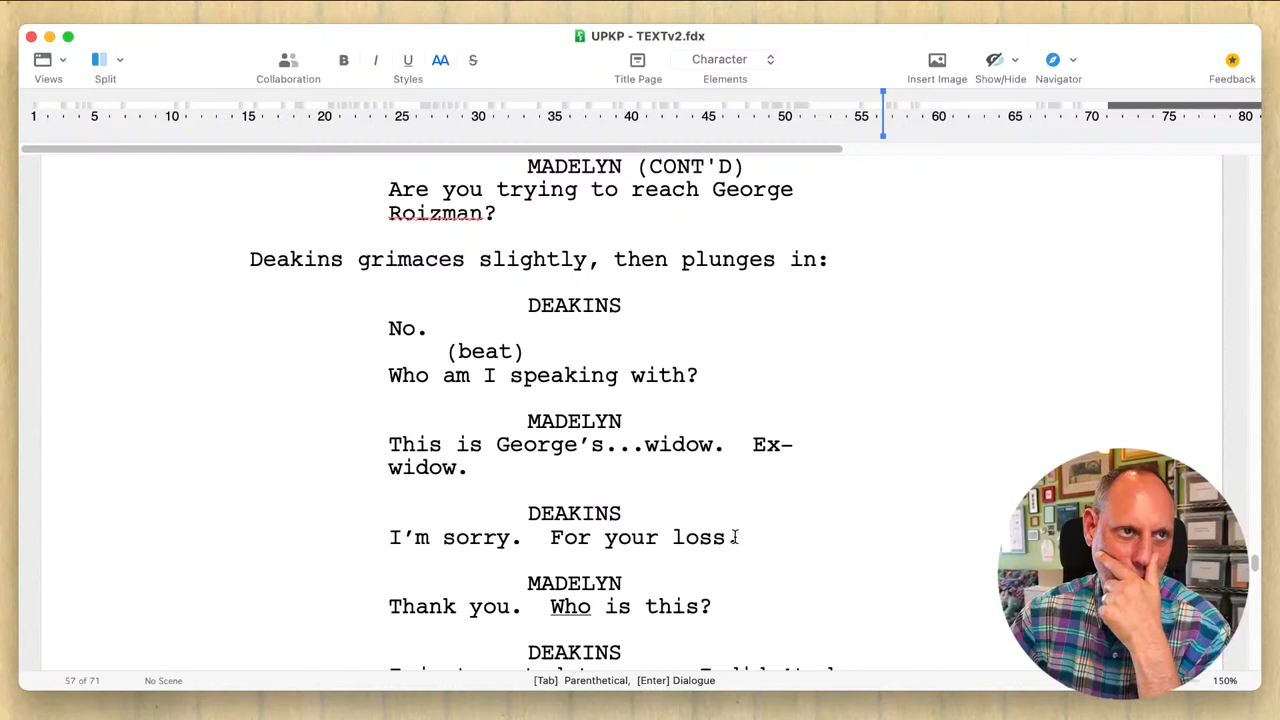 UPKP - TEXTv2.fdx
B I U AA S Character
Views Split Collaboration Styles Title Page Elements Insert Image Show/Hide Navigator Feedback
1 5 10 15 20 25 30 35 40 45 50 55 60 65 70 75 80
MADELYN (CONT'D)
Are you trying to reach George
Roizman?
Deakins grimaces slightly, then plunges in:
DEAKINS
No.
(beat)
Who am I speaking with?
MADELYN
This is George’s...widow.  Ex-
widow.
DEAKINS
I’m sorry.  For your loss.
MADELYN
Thank you.  Who is this?
DEAKINS
57 of 71 No Scene [Tab] Parenthetical, [Enter] Dialogue 150%